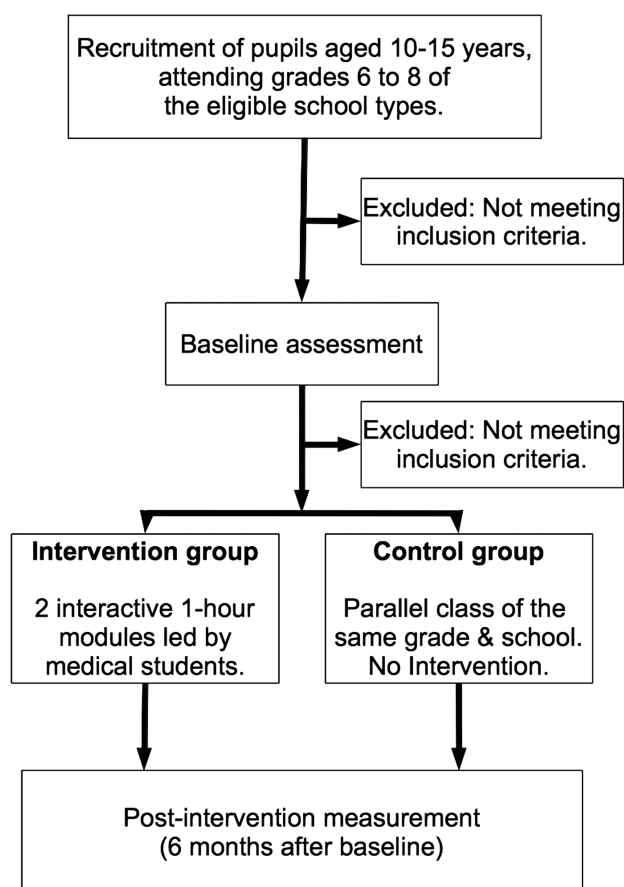 Recruitment of pupils aged 10-15 years,
attending grades 6 to 8 of
the eligible school types.
Excluded: Not meeting
inclusion criteria.
Baseline assessment
Excluded: Not meeting
inclusion criteria.
Intervention group
2 interactive 1-hour
modules led by
medical students.
Control group
Parallel class of the
same grade & school.
No Intervention.
Post-intervention measurement
(6 months after baseline)